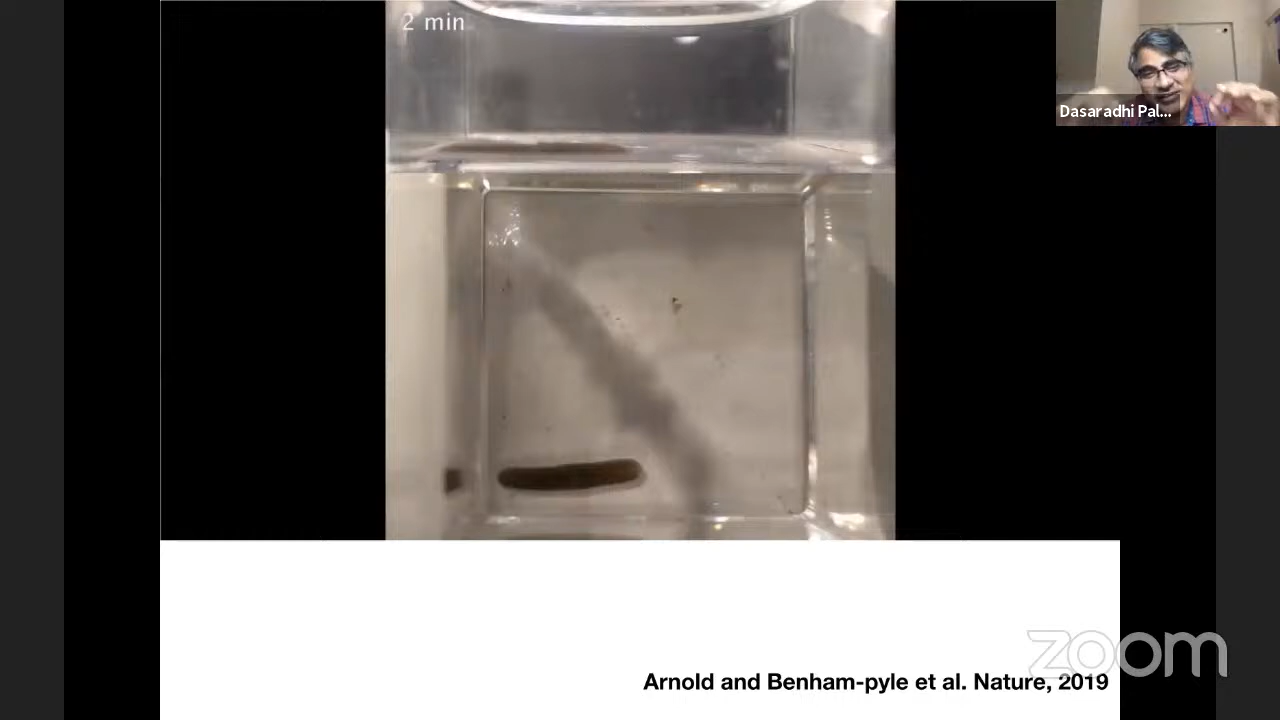 2 min
Dasaradhi Pal...
zoom
Arnold and Benham-pyle et al. Nature, 2019